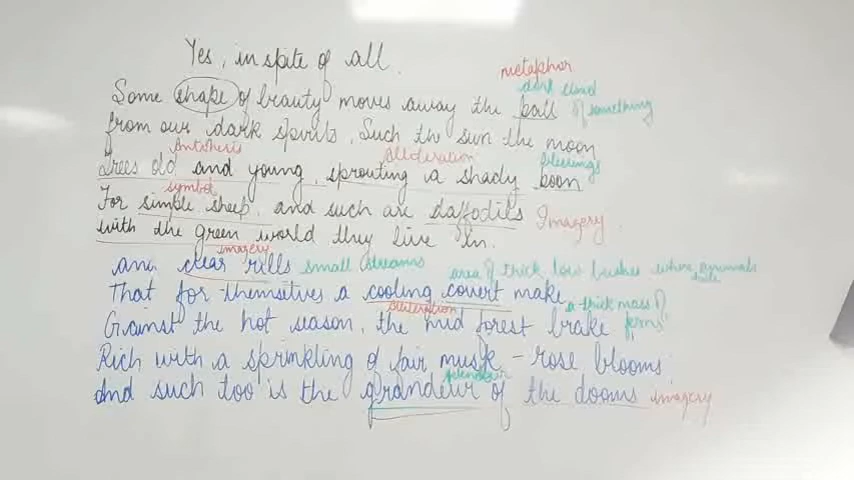 Yes, in spite of all.
metaphor
dark cloud
Some shape of beauty moves away the pall of something
from our dark spirits. Such the sun the moon
Antithesis alliteration blessings
Trees old and young, sprouting a shady boon
symbol
For simple sheep, and such are daffodils Imagery
with the green world they live in.
imagery
and clear rills small streams area of thick low bushes where animals hide
That for themselves a cooling covert make
alliteration a thick mass of ferns
Gainst the hot season, the mid forest brake
Rich with a sprinkling of fair musk-rose blooms
splendour
And such too is the grandeur of the dooms imagery